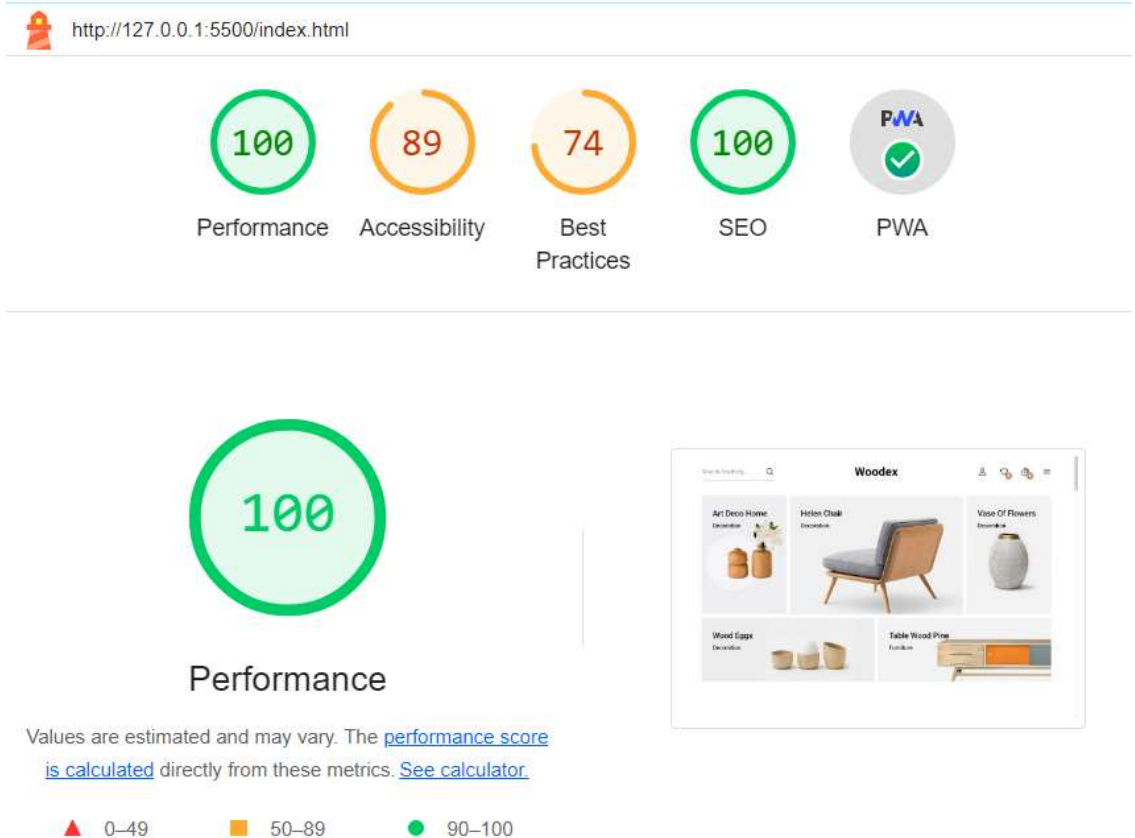 http://127.0.0.1:5500/index.html
100
89
74
100
PWA
Performance
Accessibility
Best
Practices
SEO
PWA
100
Performance
Values are estimated and may vary. The performance score
is calculated directly from these metrics. See calculator.
0–49
50–89
90–100
Woodex
Art Deco Home
Decoration
Helen Chair
Decoration
Vase Of Flowers
Decoration
Wood Eggs
Decoration
Table Wood Pine
Furniture